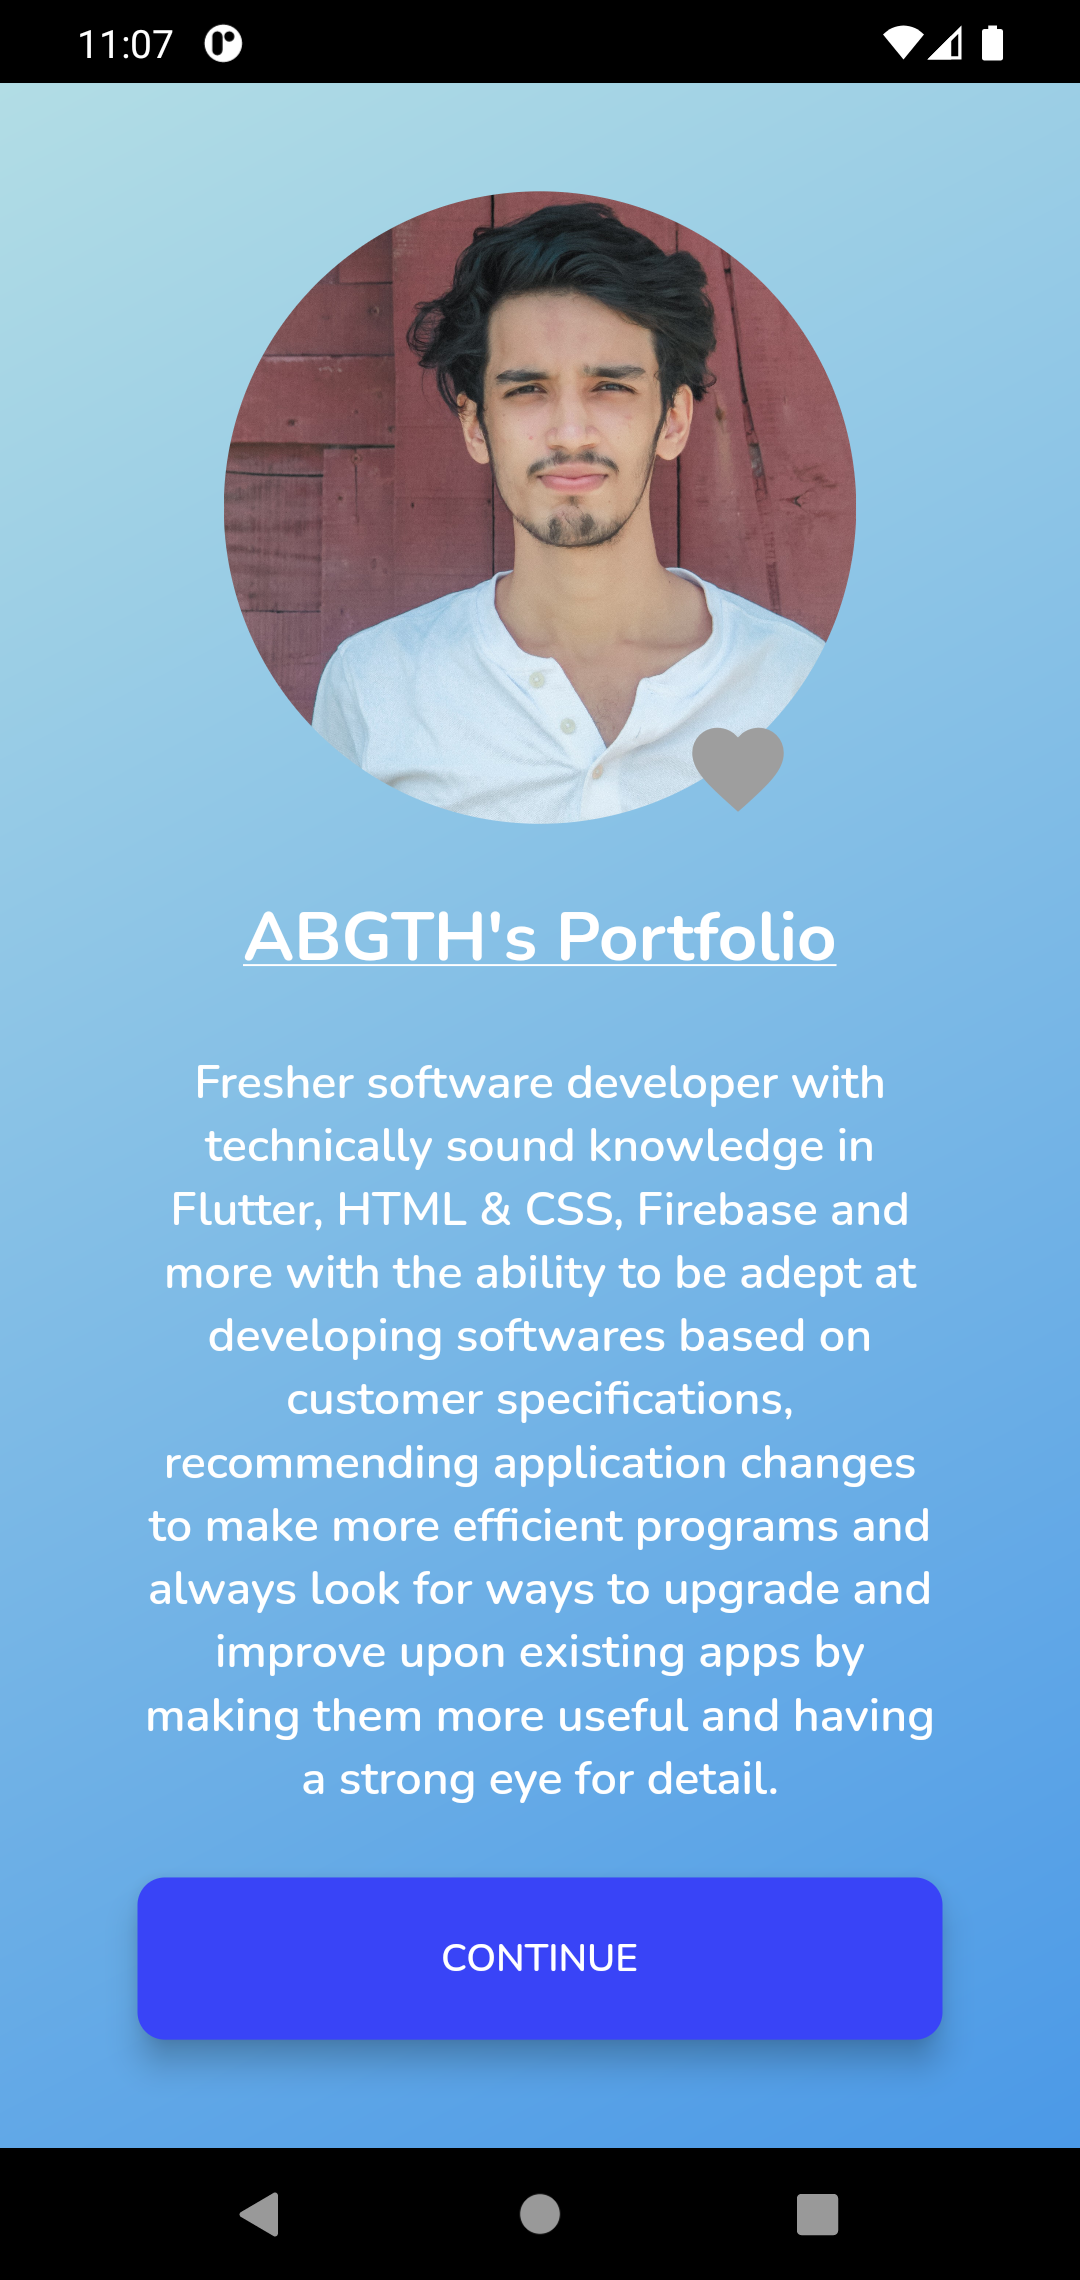 11:07
ABGTH's Portfolio
Fresher software developer with
technically sound knowledge in
Flutter, HTML & CSS, Firebase and
more with the ability to be adept at
developing softwares based on
customer specifications,
recommending application changes
to make more efficient programs and
always look for ways to upgrade and
improve upon existing apps by
making them more useful and having
a strong eye for detail.
CONTINUE